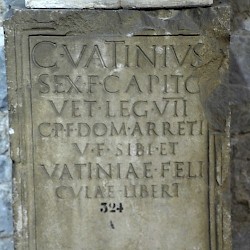 C·VATINIVS
SEX·F·CAPITO
VET·LEG·VII
C·P·F·DOM·ARRETI
V·F·SIBI·ET
VATINIAE·FELI
CVLAE·LIBERT
324